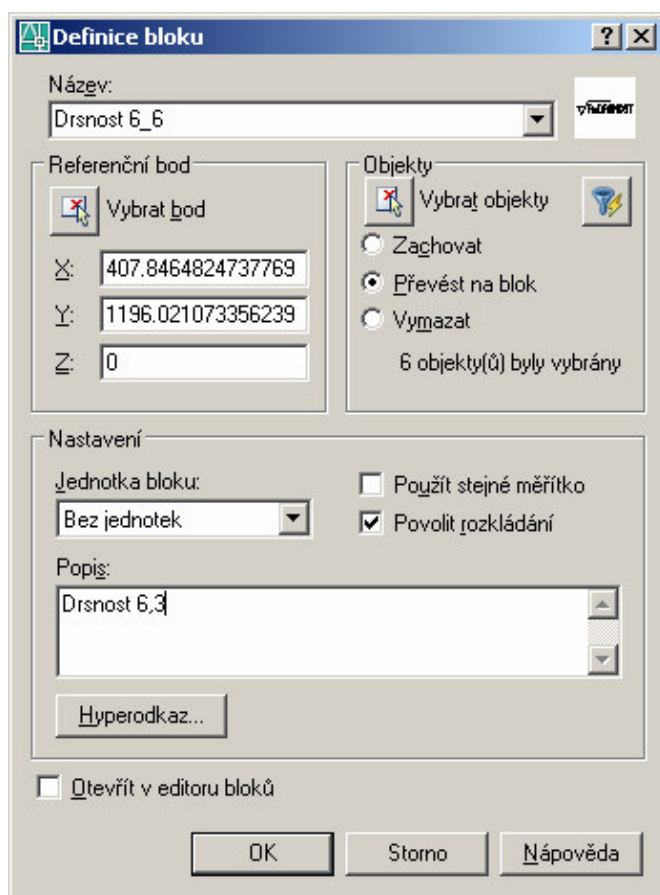 Definice bloku
Název:
Drsnost 6_6
Referenční bod
Vybrat bod
X: 407.8464824737769
Y: 1196.021073356239
Z: 0
Objekty
Vybrat objekty
Zachovat
Převést na blok
Vymazat
6 objekty(ů) byly vybrány
Nastavení
Jednotka bloku:
Bez jednotek
Použít stejné měřítko
Povolit rozkládání
Popis:
Drsnost 6,3
Hyperodkaz...
Otevřít v editoru bloků
OK
Storno
Nápověda